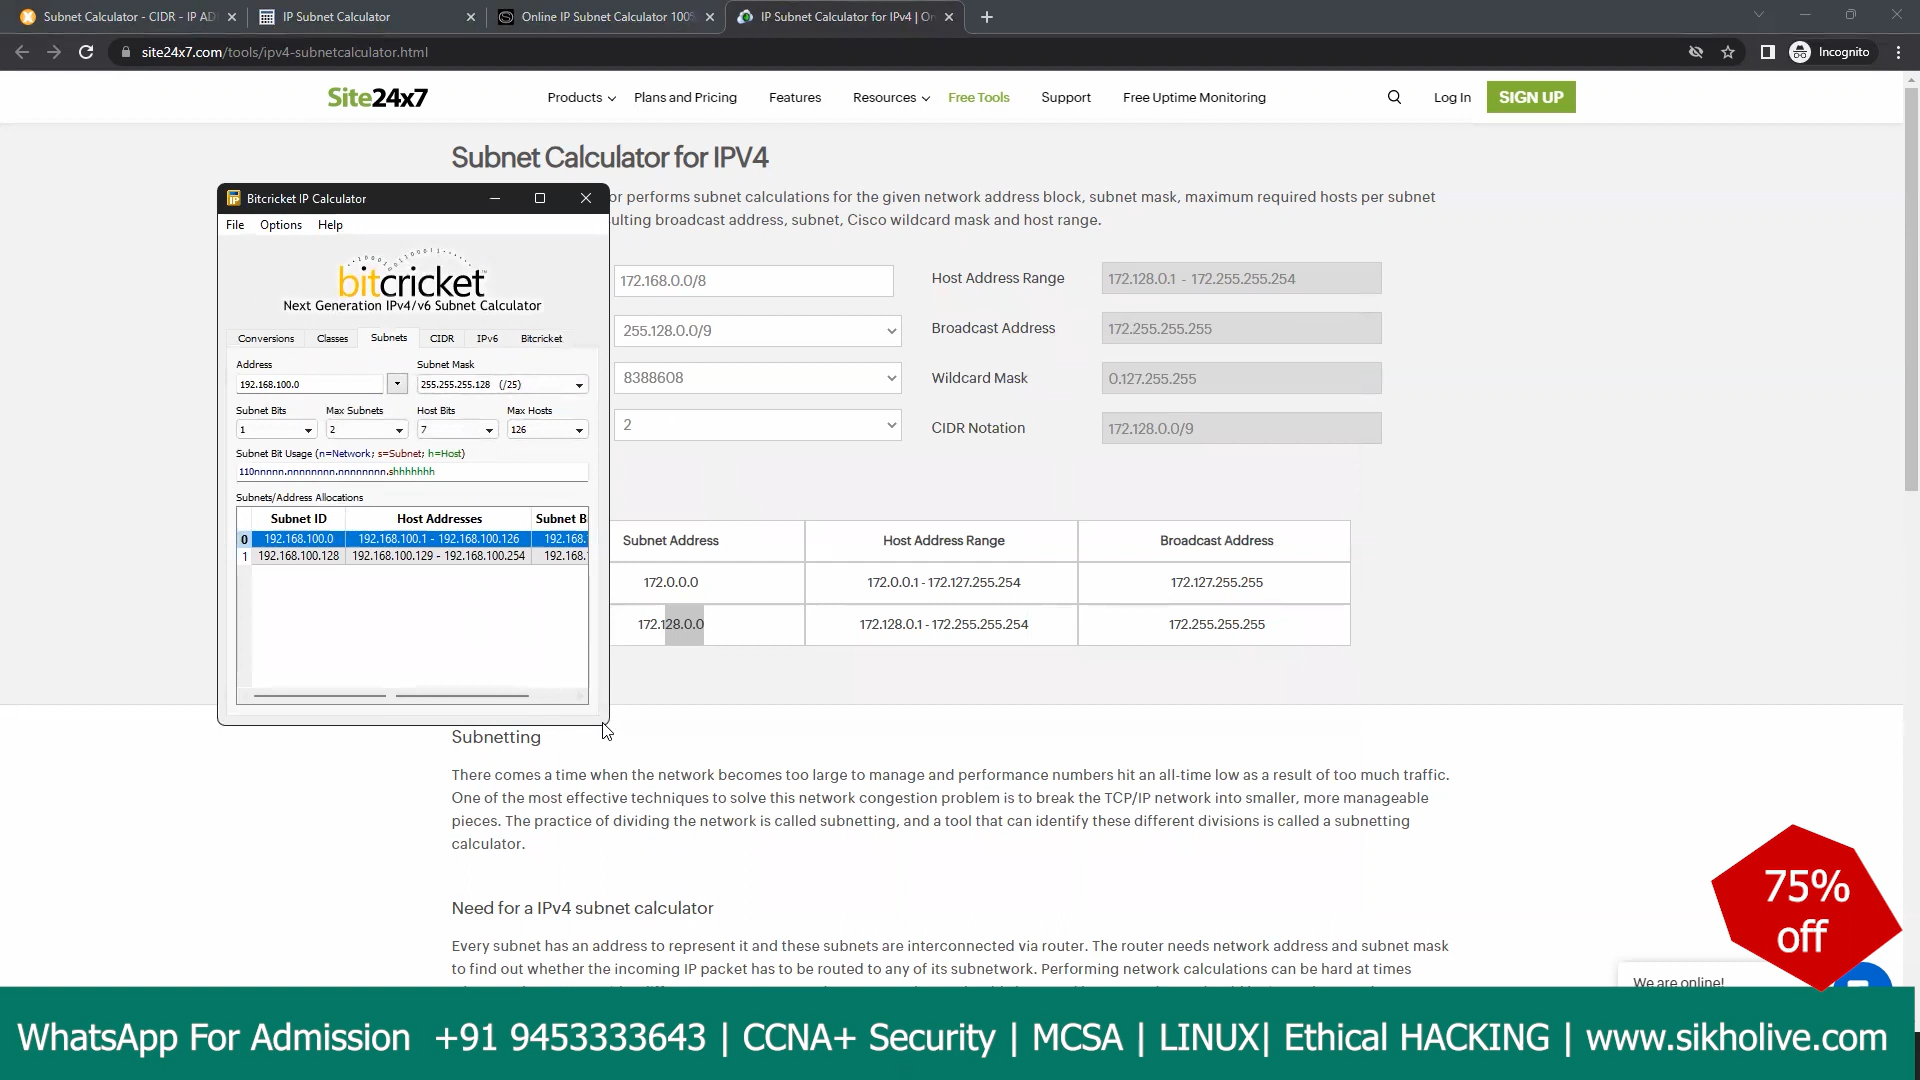 Subnet Calculator - CIDR - IP AD
IP Subnet Calculator
Online IP Subnet Calculator 100%
IP Subnet Calculator for IPv4 | On
site24x7.com/tools/ipv4-subnetcalculator.html
Incognito
Site24x7
Products
Plans and Pricing
Features
Resources
Free Tools
Support
Free Uptime Monitoring
Log In
SIGN UP
Subnet Calculator for IPV4
or performs subnet calculations for the given network address block, subnet mask, maximum required hosts per subnet
ulting broadcast address, subnet, Cisco wildcard mask and host range.
172.168.0.0/8
Host Address Range
172.128.0.1 - 172.255.255.254
255.128.0.0/9
Broadcast Address
172.255.255.255
8388608
Wildcard Mask
0.127.255.255
2
CIDR Notation
172.128.0.0/9
Subnet Address
Host Address Range
Broadcast Address
172.0.0.0
172.0.0.1 - 172.127.255.254
172.127.255.255
172.128.0.0
172.128.0.1 - 172.255.255.254
172.255.255.255
IP
Bitcricket IP Calculator
File Options Help
bitcricket
Next Generation IPv4/v6 Subnet Calculator
Conversions Classes Subnets CIDR IPv6 Bitcricket
Address
Subnet Mask
192.168.100.0
255.255.255.128 (/25)
Subnet Bits Max Subnets Host Bits Max Hosts
1 2 7 126
Subnet Bit Usage (n=Network; s=Subnet; h=Host)
110nnnnn.nnnnnnnn.nnnnnnnn.shhhhhhh
Subnets/Address Allocations
Subnet ID Host Addresses Subnet B
0 192.168.100.0 192.168.100.1 - 192.168.100.126 192.168.
1 192.168.100.128 192.168.100.129 - 192.168.100.254 192.168.
Subnetting
There comes a time when the network becomes too large to manage and performance numbers hit an all-time low as a result of too much traffic.
One of the most effective techniques to solve this network congestion problem is to break the TCP/IP network into smaller, more manageable
pieces. The practice of dividing the network is called subnetting, and a tool that can identify these different divisions is called a subnetting
calculator.
Need for a IPv4 subnet calculator
Every subnet has an address to represent it and these subnets are interconnected via router. The router needs network address and subnet mask
to find out whether the incoming IP packet has to be routed to any of its subnetwork. Performing network calculations can be hard at times
We are online!
75%
off
WhatsApp For Admission +91 9453333643 | CCNA+ Security | MCSA | LINUX| Ethical HACKING | www.sikholive.com